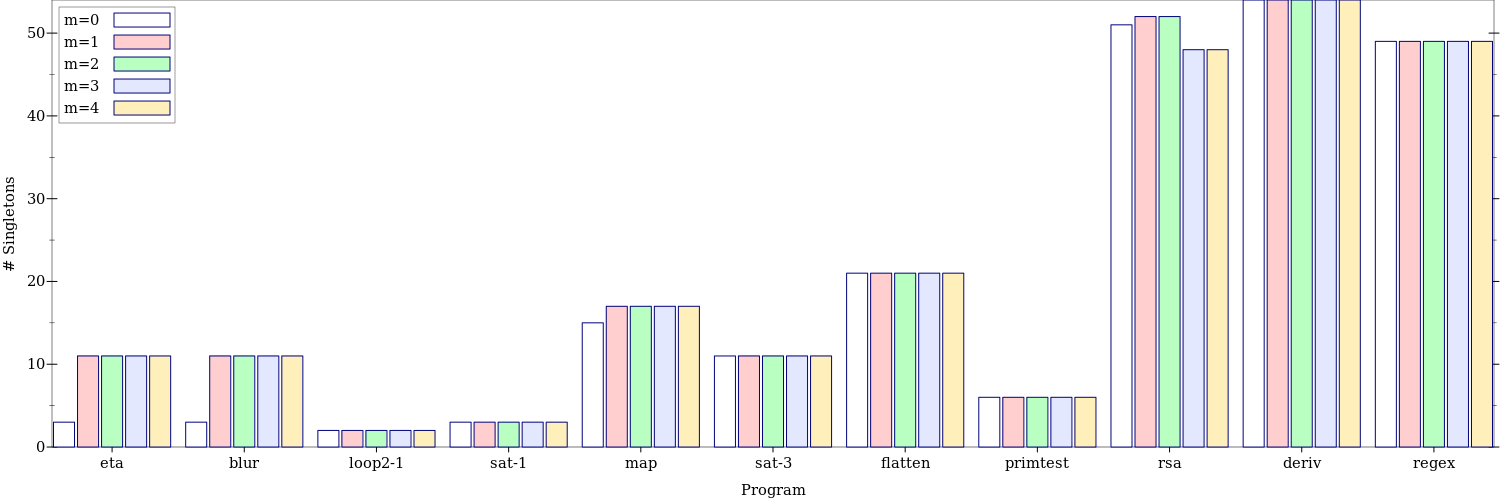 m=0
m=1
m=2
m=3
m=4
50
40
30
20
10
0
# Singletons
eta blur loop2-1 sat-1 map sat-3 flatten primtest rsa deriv regex
Program